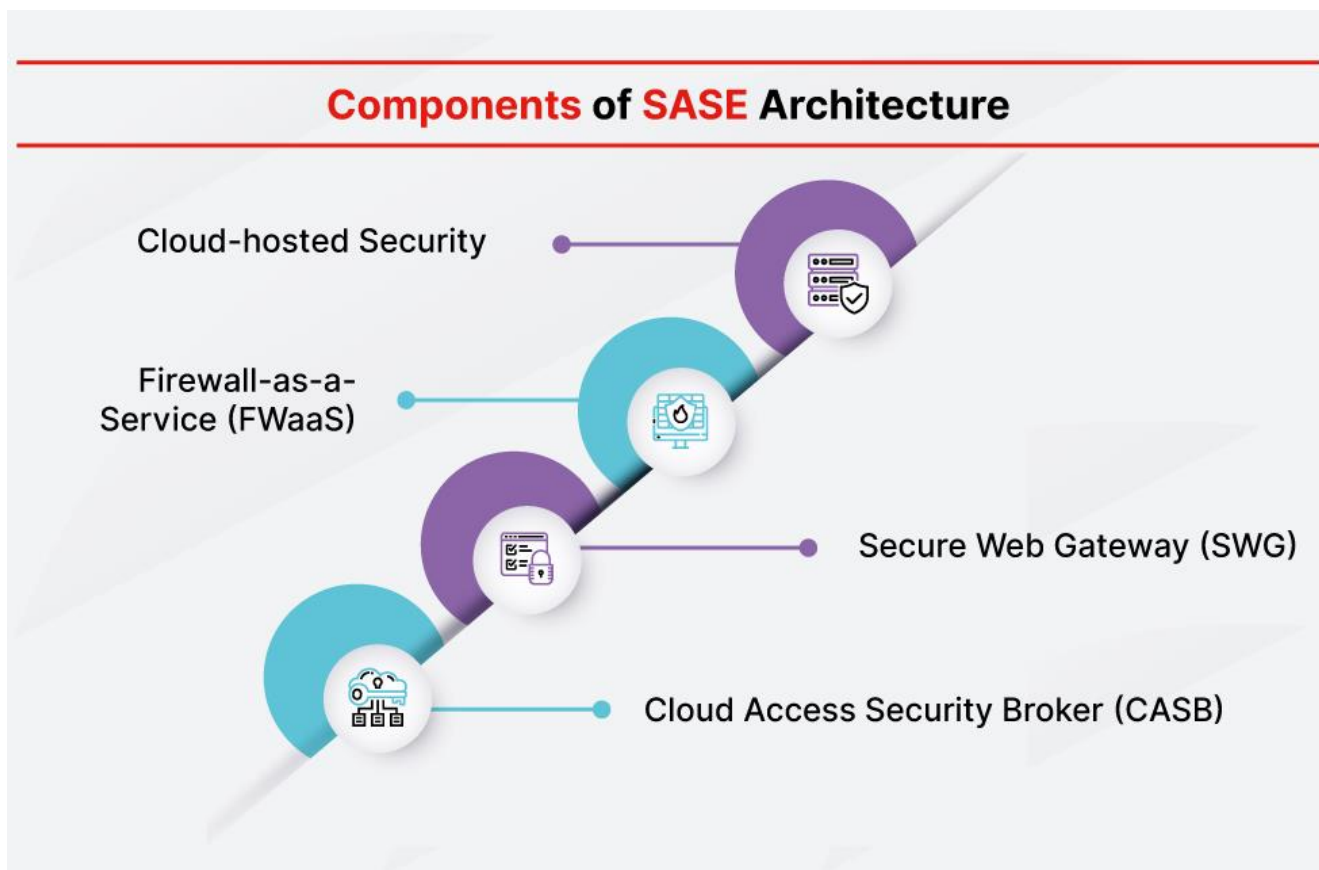 Components of SASE Architecture
Cloud-hosted Security
Firewall-as-a-
Service (FWaaS)
Secure Web Gateway (SWG)
Cloud Access Security Broker (CASB)